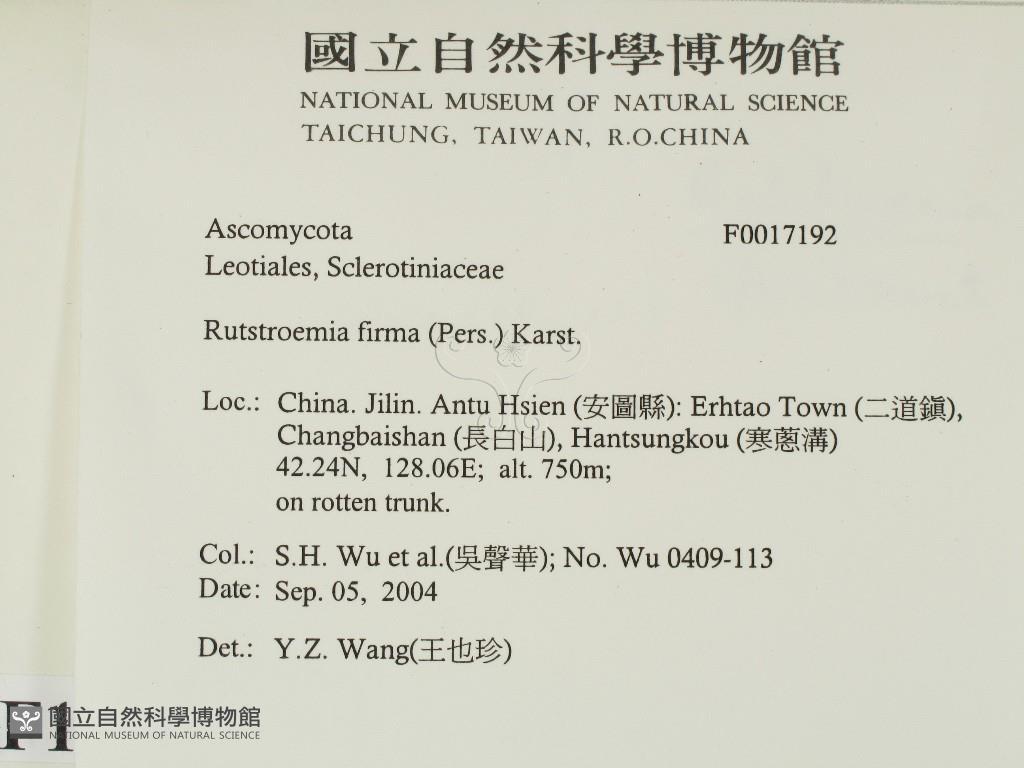 國立自然科學博物館
NATIONAL MUSEUM OF NATURAL SCIENCE
TAICHUNG, TAIWAN, R.O.CHINA
Ascomycota F0017192
Leotiales, Sclerotiniaceae
Rutstroemia firma (Pers.) Karst.
Loc.: China. Jilin. Antu Hsien (安圖縣): Erhtao Town (二道鎮),
Changbaishan (長白山), Hantsungkou (寒蔥溝)
42.24N, 128.06E; alt. 750m;
on rotten trunk.
Col.: S.H. Wu et al.(吳聲華); No. Wu 0409-113
Date: Sep. 05, 2004
Det.: Y.Z. Wang(王也珍)
國立自然科學博物館
NATIONAL MUSEUM OF NATURAL SCIENCE